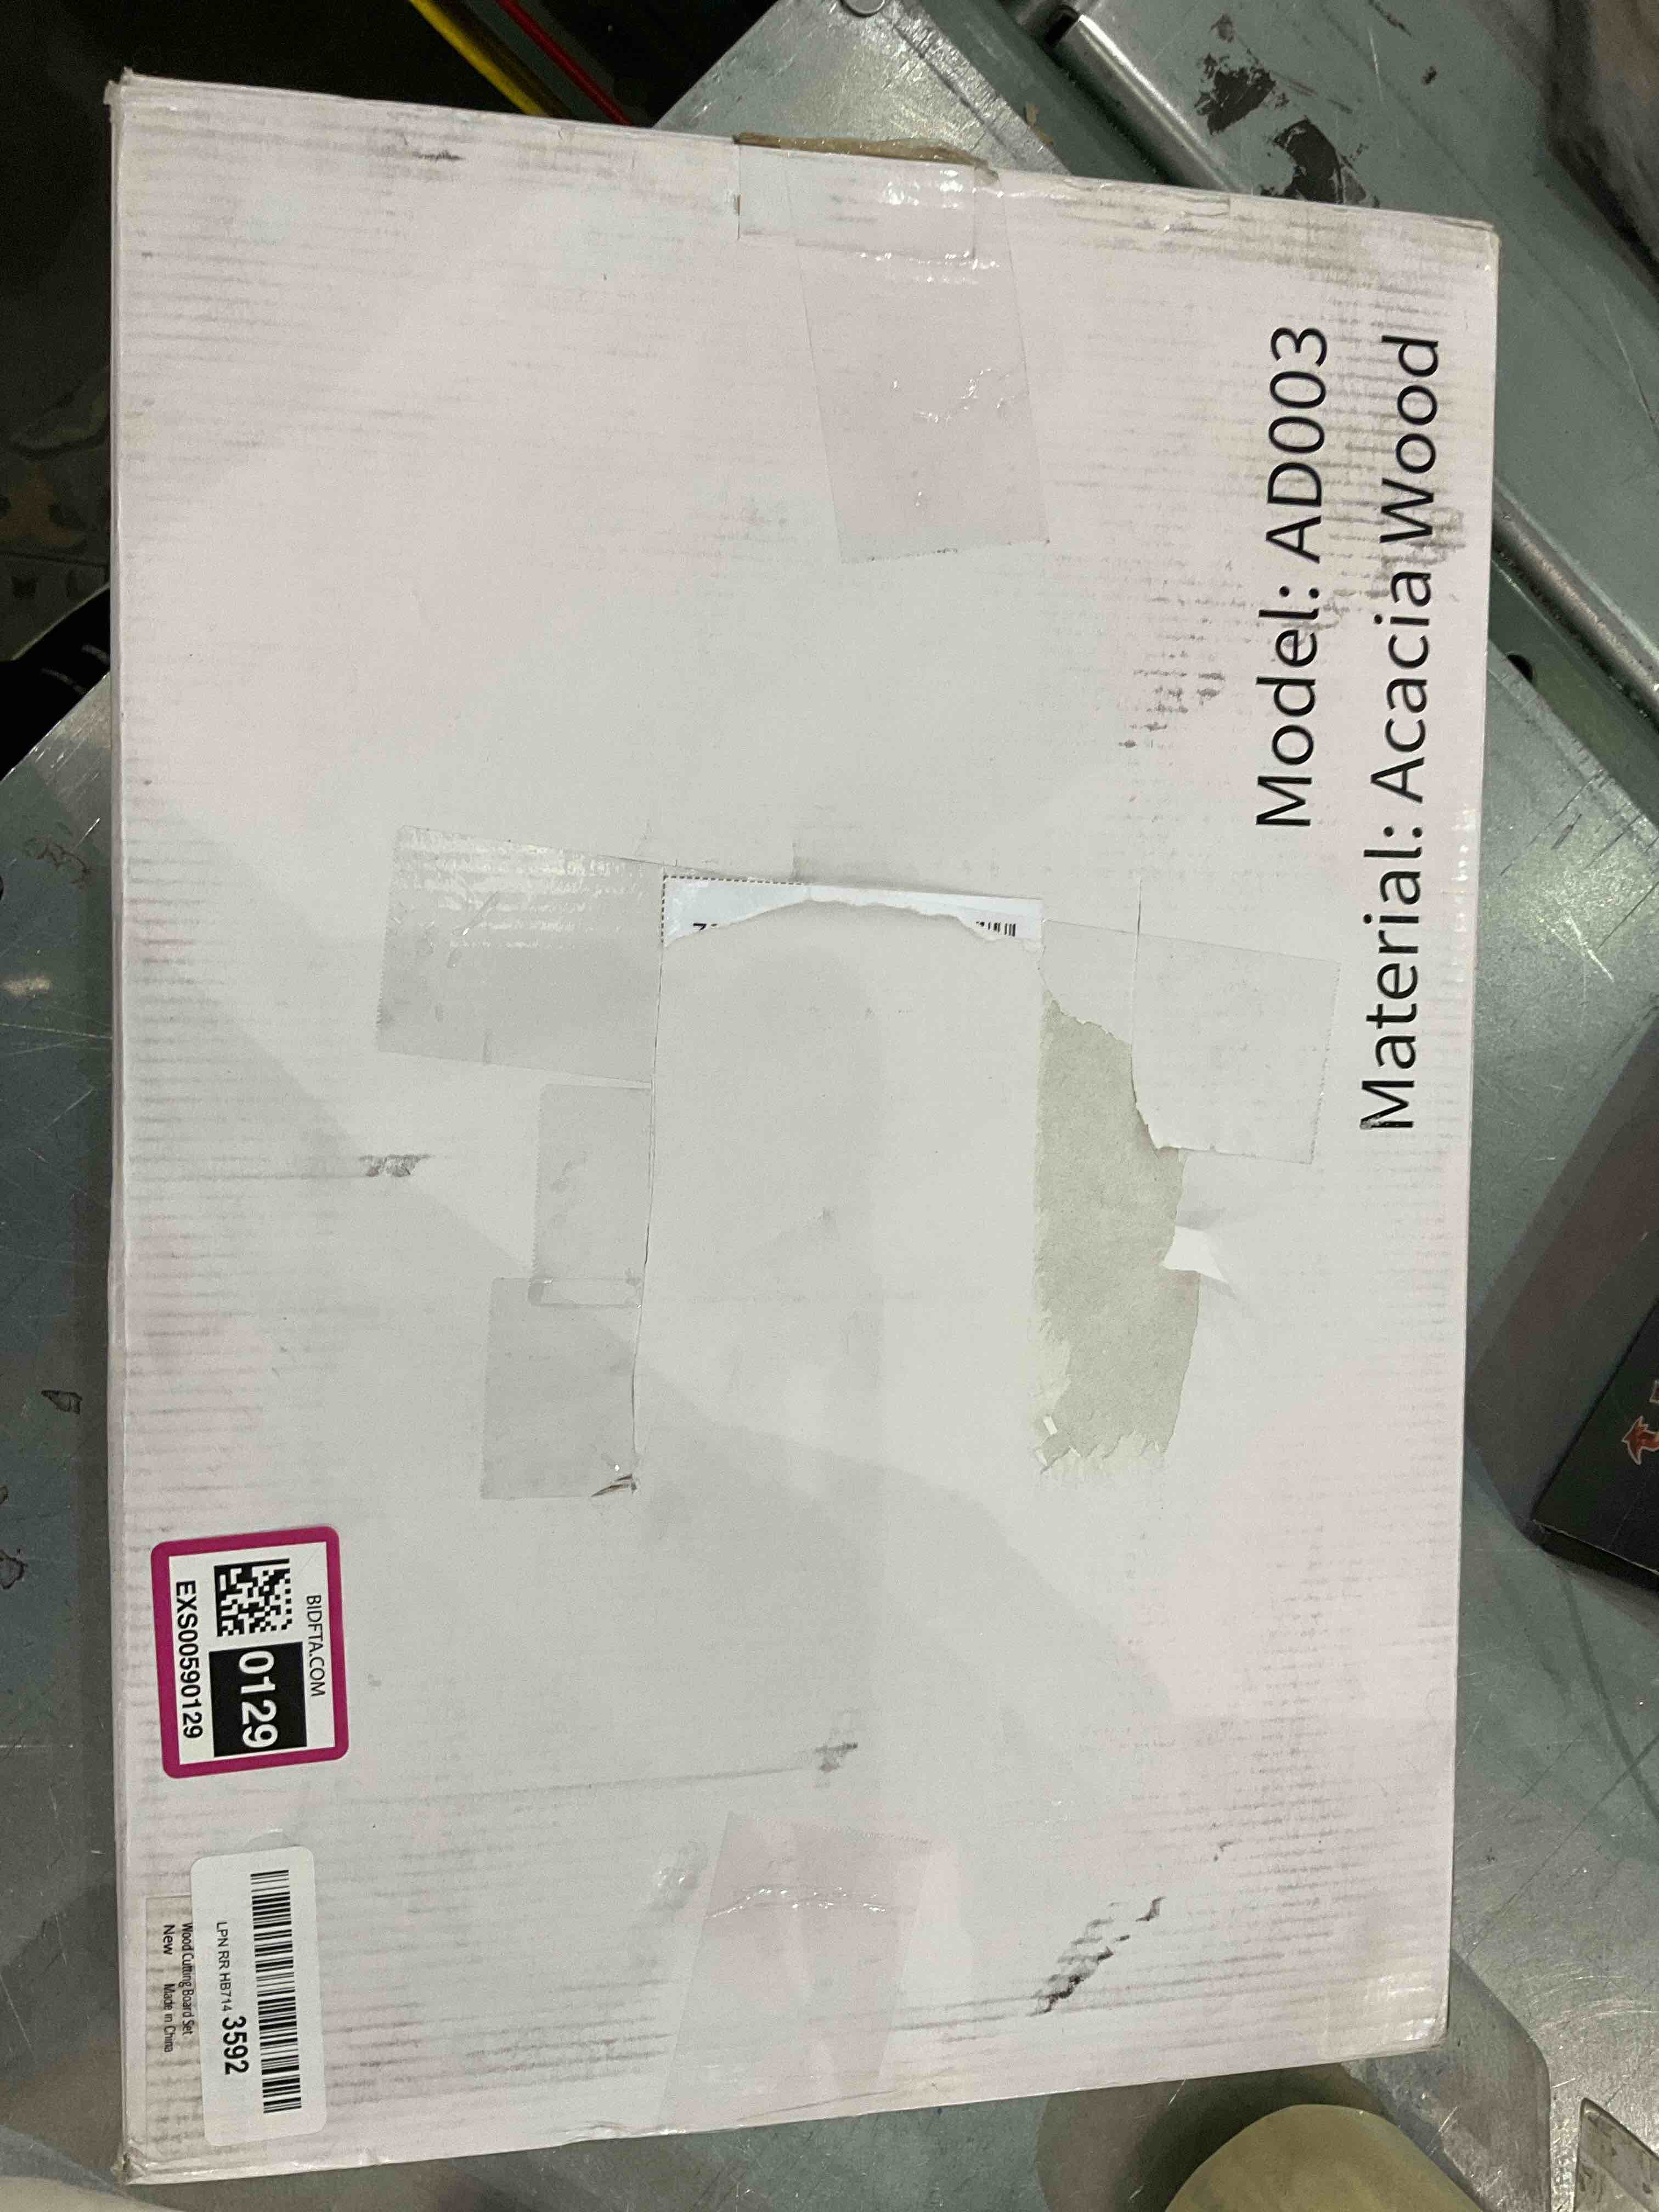 Model: AD003
Material: Acacia Wood
BIDFTA.COM
0129
EXS00590129
LPN RR HB714 3592
Wood Cutting Board Set
New Made in China